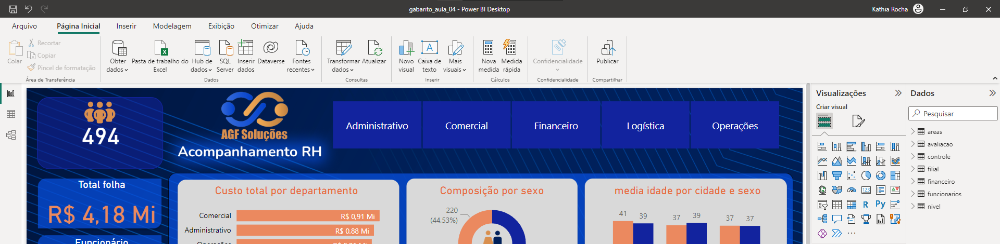 gabarito_aula_04 - Power BI Desktop
Kathia Rocha
Arquivo
Página Inicial
Inserir
Modelagem
Exibição
Otimizar
Ajuda
Colar
Recortar
Copiar
Pincel de formatação
Área de Transferência
Obter
dados
Pasta de trabalho do
Excel
Hub de
dados
SQL
Server
Inserir
dados
Dataverse
Fontes
recentes
Dados
Transformar
dados
Atualizar
Consultas
Novo
visual
Caixa de
texto
Mais
visuais
Inserir
Nova
medida
Medida
rápida
Cálculos
Confidencialidade
Confidencialidade
Publicar
Compartilhar
494
AGF Soluções
Acompanhamento RH
Administrativo
Comercial
Financeiro
Logística
Operações
Total folha
R$ 4,18 Mi
Funcionário
Custo total por departamento
Comercial
R$ 0,91 Mi
Administrativo
R$ 0,88 Mi
Operações
Composição por sexo
220
(44,53%)
media idade por cidade e sexo
41
39
37
39
37
37
Visualizações
Criar visual
123
R
Py
Dados
Pesquisar
areas
avaliacao
controle
filial
financeiro
funcionarios
nivel